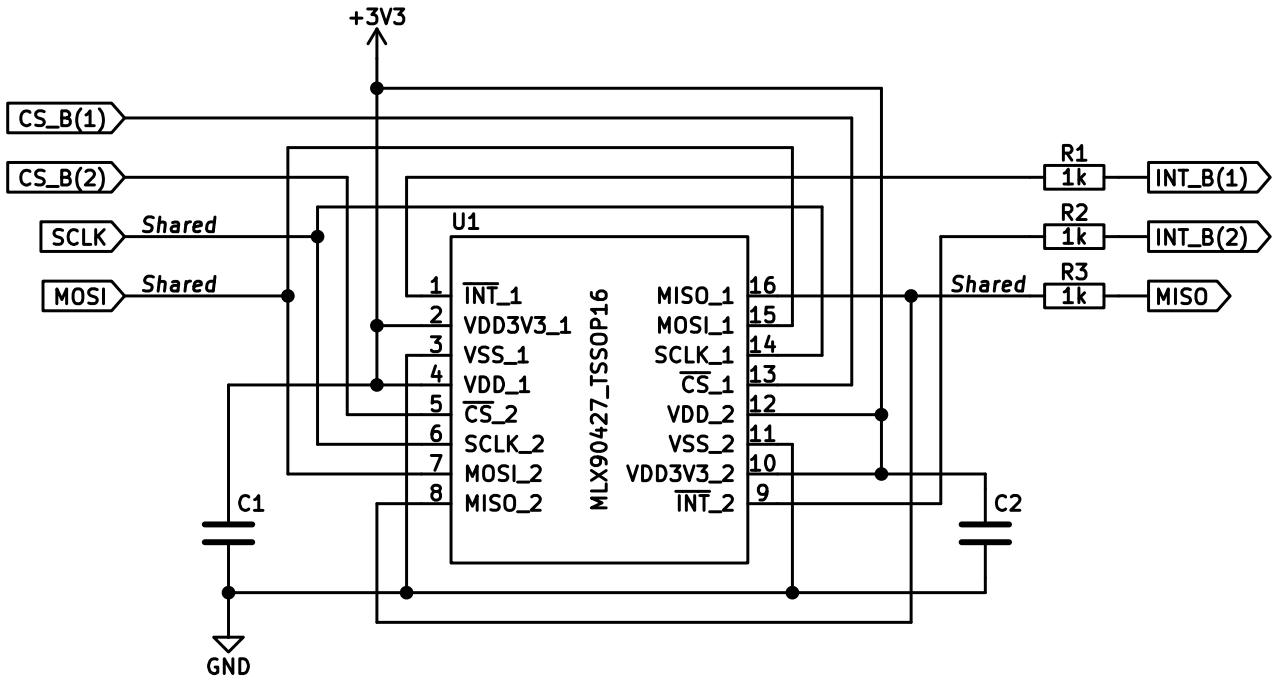 +3V3
CS_B(1)
CS_B(2)
SCLK
Shared
MOSI
Shared
R1
1k
INT_B(1)
R2
1k
INT_B(2)
Shared
R3
1k
MISO
U1
MLX90427_TSSOP16
1 INT_1
2 VDD3V3_1
3 VSS_1
4 VDD_1
5 CS_2
6 SCLK_2
7 MOSI_2
8 MISO_2
MISO_1 16
MOSI_1 15
SCLK_1 14
CS_1 13
VDD_2 12
VSS_2 11
VDD3V3_2 10
INT_2 9
C1
C2
GND